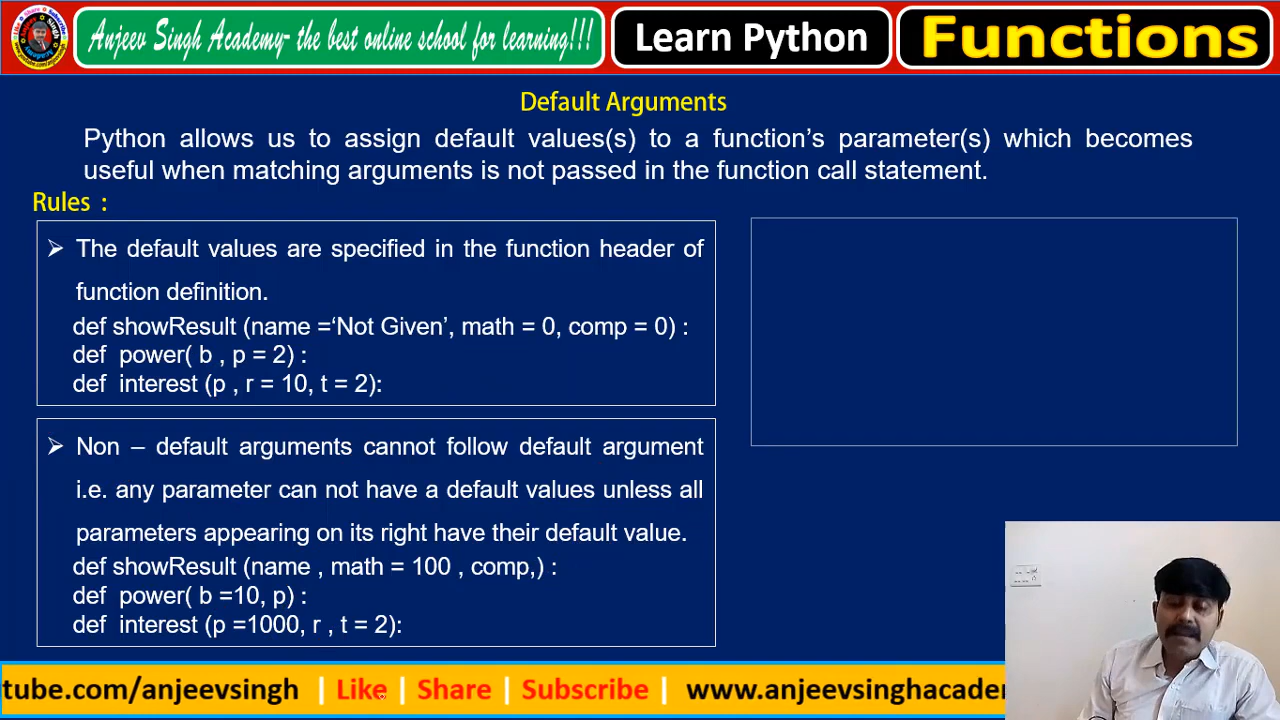 Anjeev Singh Academy- the best online school for learning!!!
Learn Python
Functions
Default Arguments
Python allows us to assign default values(s) to a function's parameter(s) which becomes
useful when matching arguments is not passed in the function call statement.
Rules :
➢ The default values are specified in the function header of
function definition.
def showResult (name =‘Not Given’, math = 0, comp = 0) :
def power( b , p = 2) :
def interest (p , r = 10, t = 2):
➢ Non – default arguments cannot follow default argument
i.e. any parameter can not have a default values unless all
parameters appearing on its right have their default value.
def showResult (name , math = 100 , comp,) :
def power( b =10, p) :
def interest (p =1000, r , t = 2):
tube.com/anjeevsingh | Like | Share | Subscribe | www.anjeevsinghacaden